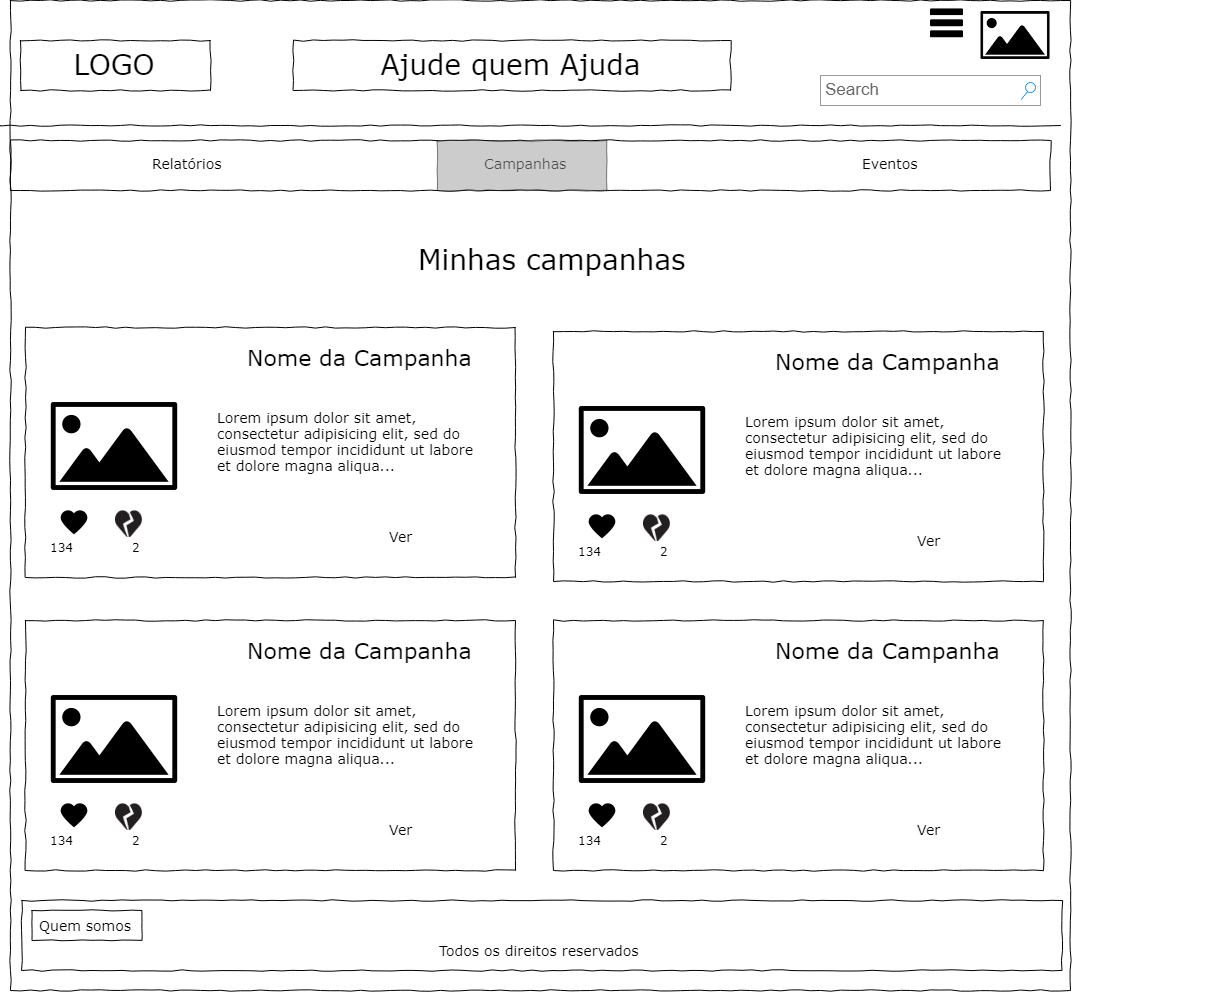 LOGO
Ajude quem Ajuda
Search
Relatórios
Campanhas
Eventos
Minhas campanhas
Nome da Campanha
Lorem ipsum dolor sit amet,
consectetur adipisicing elit, sed do
eiusmod tempor incididunt ut labore
et dolore magna aliqua...
134
2
Ver
Nome da Campanha
Lorem ipsum dolor sit amet,
consectetur adipisicing elit, sed do
eiusmod tempor incididunt ut labore
et dolore magna aliqua...
134
2
Ver
Nome da Campanha
Lorem ipsum dolor sit amet,
consectetur adipisicing elit, sed do
eiusmod tempor incididunt ut labore
et dolore magna aliqua...
134
2
Ver
Nome da Campanha
Lorem ipsum dolor sit amet,
consectetur adipisicing elit, sed do
eiusmod tempor incididunt ut labore
et dolore magna aliqua...
134
2
Ver
Quem somos
Todos os direitos reservados